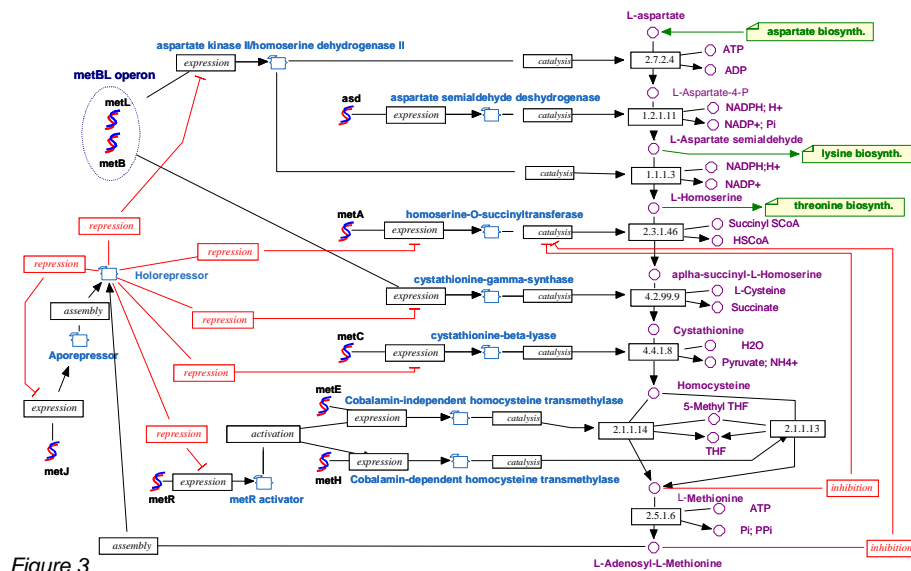 L-aspartate
aspartate biosynth.
aspartate kinase II/homoserine dehydrogenase II
ATP
expression
catalysis
2.7.2.4
ADP
metBL operon
metL
L-Aspartate-4-P
asd
aspartate semialdehyde deshydrogenase
NADPH; H+
expression
catalysis
1.2.1.11
NADP+; Pi
metB
L-Aspartate semialdehyde
lysine biosynth.
NADPH;H+
catalysis
1.1.1.3
NADP+
L-Homoserine
threonine biosynth.
metA
homoserine-O-succinyltransferase
Succinyl SCoA
repression
expression
catalysis
2.3.1.46
HSCoA
repression
repression
Holorepressor
aplha-succinyl-L-Homoserine
cystathione-gamma-synthase
L-Cysteine
expression
catalysis
4.2.99.9
Succinate
assembly
repression
Cystathionine
metC
cystathione-beta-lyase
H2O
Aporepressor
expression
catalysis
4.4.1.8
Pyruvate; NH4+
repression
Homocysteine
metE
Cobalamin-independent homocysteine transmethylase
5-Methyl THF
expression
expression
catalysis
repression
activation
2.1.1.14
2.1.1.13
THF
metJ
expression
catalysis
metR
expression
metR activator
metH
Cobalamin-dependent homocysteine transmethylase
inhibition
L-Methionine
ATP
2.5.1.6
Pi; PPi
assembly
inhibition
L-Adenosyl-L-Methionine
Figure 3